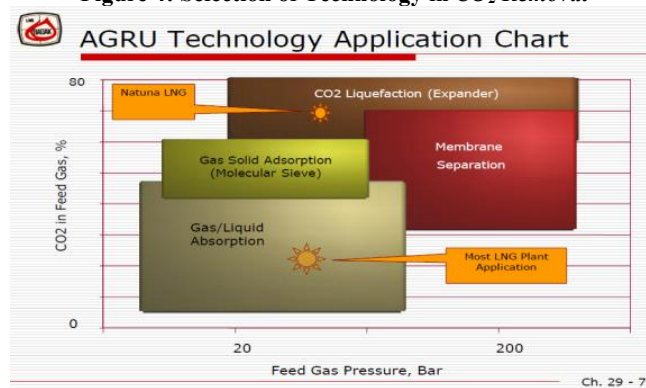 Figure 4. Selection of Technology in CO2 Removal
BADAK
AGRU Technology Application Chart
80
Natuna LNG
CO2 Liquefaction (Expander)
Membrane
Separation
Gas Solid Adsorption
(Molecular Sieve)
CO2 in Feed Gas, %
Gas/Liquid
Absorption
Most LNG Plant
Application
0
20
200
Feed Gas Pressure, Bar
Ch. 29 - 7